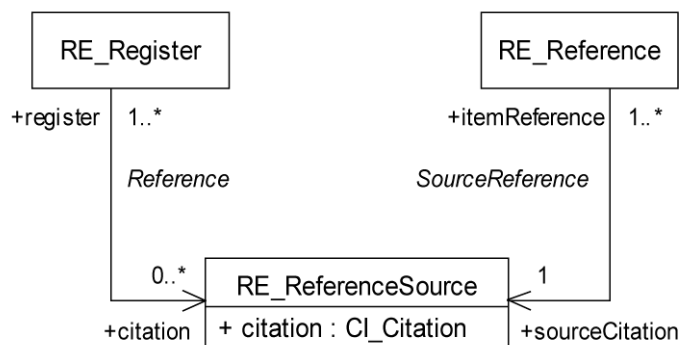 RE_Register
RE_Reference
+register 1..*
+itemReference 1..*
Reference
SourceReference
0..*
RE_ReferenceSource
1
+citation
+ citation : CI_Citation
+sourceCitation